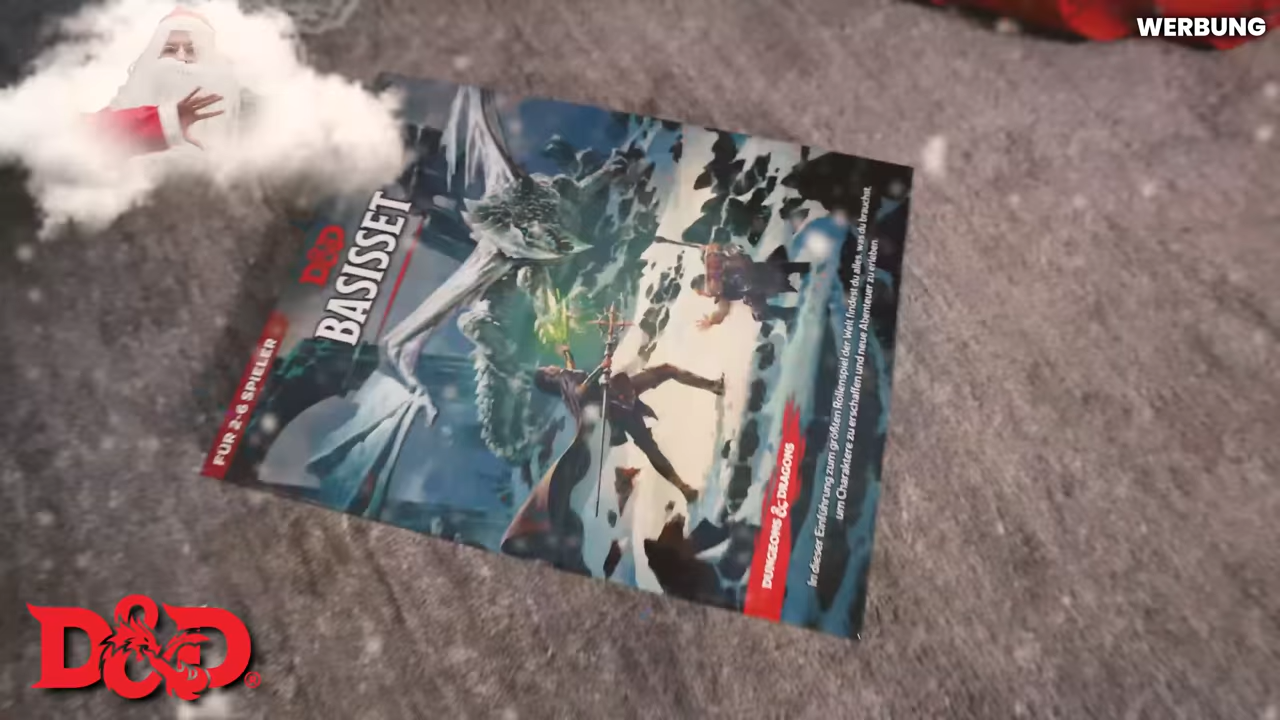 WERBUNG
FÜR 2-6 SPIELER
D&D
BASISSET
DUNGEONS & DRAGONS
In dieser Einführung zum größten Rollenspiel der Welt findest du alles, was du brauchst,
um Charaktere zu erschaffen und neue Abenteuer zu erleben.
D&D®